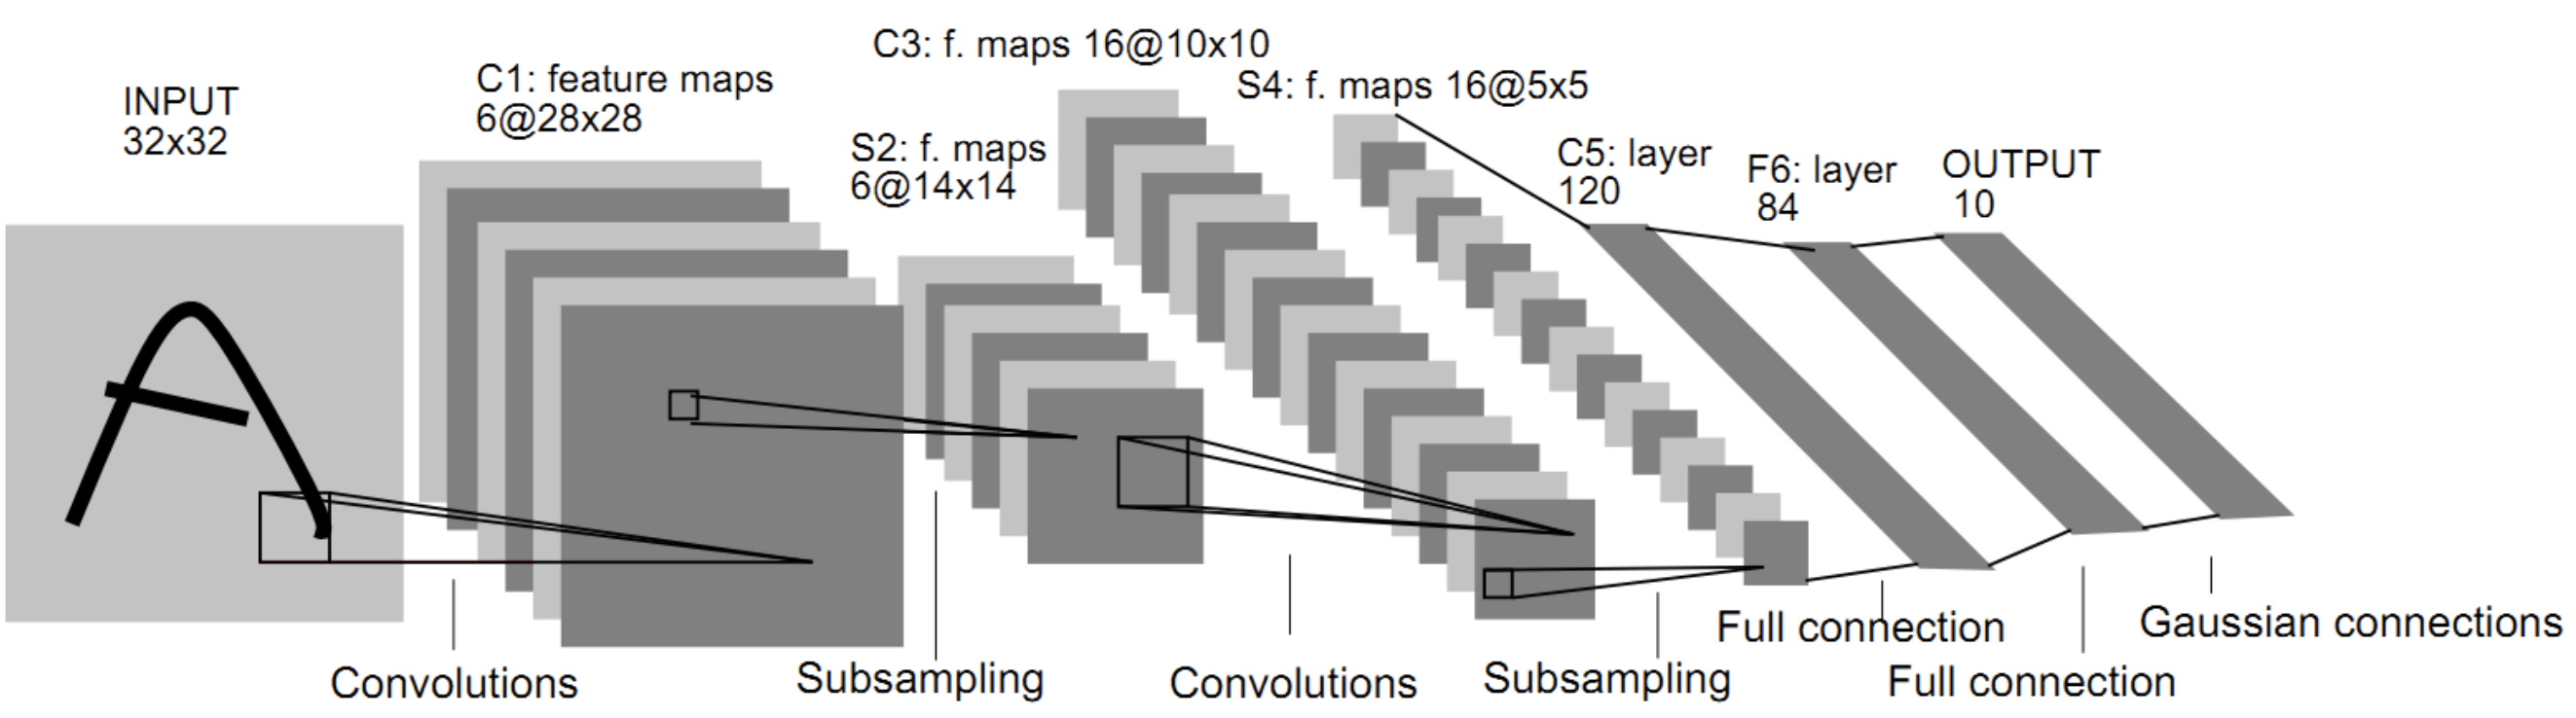 INPUT
32x32
C1: feature maps
6@28x28
S2: f. maps
6@14x14
C3: f. maps 16@10x10
S4: f. maps 16@5x5
C5: layer
120
F6: layer
84
OUTPUT
10
Convolutions
Subsampling
Convolutions
Subsampling
Full connection
Full connection
Gaussian connections